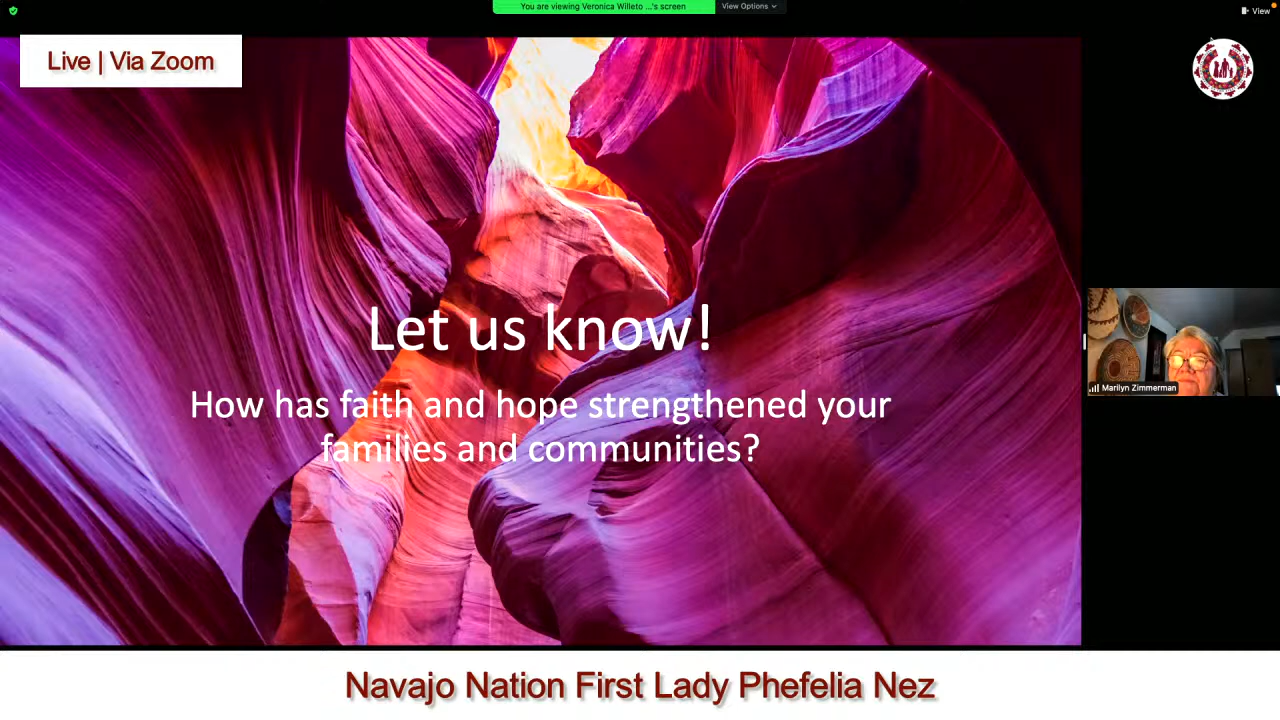 You are viewing Veronica Willeto ...'s screen
View Options
View
Live | Via Zoom
Let us know!
How has faith and hope strengthened your
families and communities?
Marilyn Zimmerman
Navajo Nation First Lady Phefelia Nez